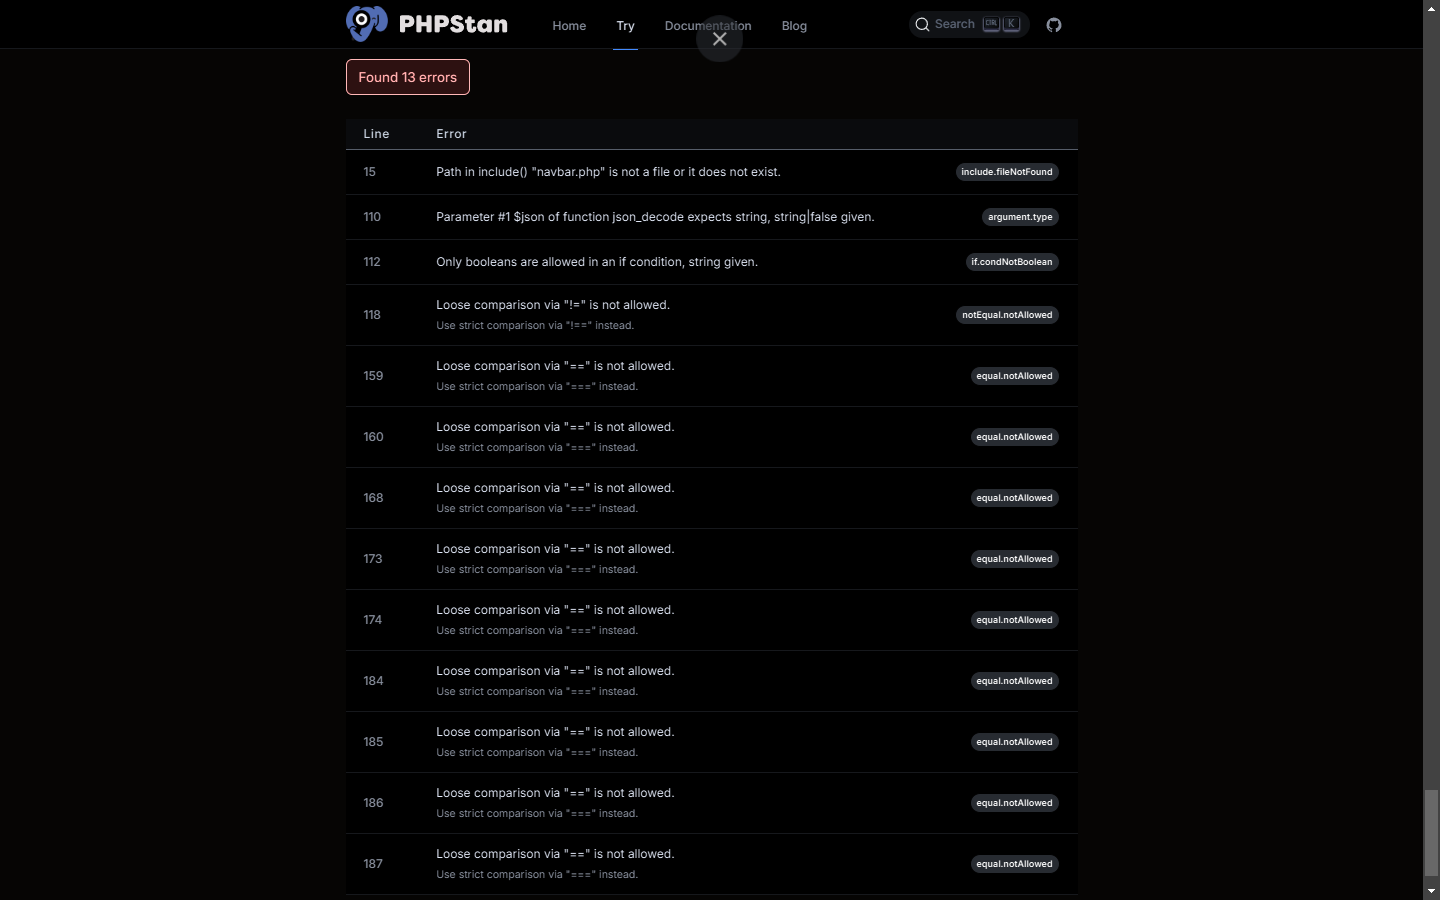 PHPStan Home Try Documentation Blog Search CTRL K
Found 13 errors
Line Error
15 Path in include() "navbar.php" is not a file or it does not exist. include.fileNotFound
110 Parameter #1 $json of function json_decode expects string, string|false given. argument.type
112 Only booleans are allowed in an if condition, string given. if.condNotBoolean
118 Loose comparison via "!=" is not allowed. notEqual.notAllowed
Use strict comparison via "!==" instead.
159 Loose comparison via "==" is not allowed. equal.notAllowed
Use strict comparison via "===" instead.
160 Loose comparison via "==" is not allowed. equal.notAllowed
Use strict comparison via "===" instead.
168 Loose comparison via "==" is not allowed. equal.notAllowed
Use strict comparison via "===" instead.
173 Loose comparison via "==" is not allowed. equal.notAllowed
Use strict comparison via "===" instead.
174 Loose comparison via "==" is not allowed. equal.notAllowed
Use strict comparison via "===" instead.
184 Loose comparison via "==" is not allowed. equal.notAllowed
Use strict comparison via "===" instead.
185 Loose comparison via "==" is not allowed. equal.notAllowed
Use strict comparison via "===" instead.
186 Loose comparison via "==" is not allowed. equal.notAllowed
Use strict comparison via "===" instead.
187 Loose comparison via "==" is not allowed. equal.notAllowed
Use strict comparison via "===" instead.